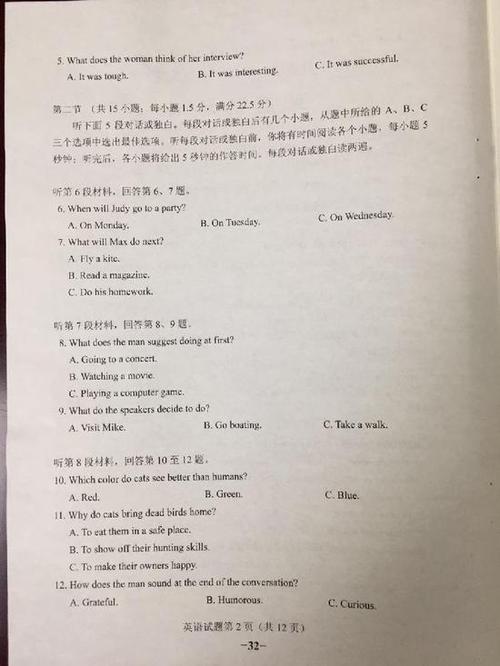 5. What does the woman think of her interview?
A. It was tough. B. It was interesting. C. It was successful.
第二节 (共 15 小题;每小题 1.5 分,满分 22.5 分)
听下面 5 段对话或独白。每段对话或独白后有几个小题,从题中所给的 A、B、C
三个选项中选出最佳选项。听每段对话或独白前,你将有时间阅读各个小题,每小题 5
秒钟;听完后,各小题将给出 5 秒钟的作答时间。每段对话或独白读两遍。
听第 6 段材料,回答第 6、7 题。
6. When will Judy go to a party?
A. On Monday. B. On Tuesday. C. On Wednesday.
7. What will Max do next?
A. Fly a kite.
B. Read a magazine.
C. Do his homework.
听第 7 段材料,回答第 8、9 题。
8. What does the man suggest doing at first?
A. Going to a concert.
B. Watching a movie.
C. Playing a computer game.
9. What do the speakers decide to do?
A. Visit Mike. B. Go boating. C. Take a walk.
听第 8 段材料,回答第 10 至 12 题。
10. Which color do cats see better than humans?
A. Red. B. Green. C. Blue.
11. Why do cats bring dead birds home?
A. To eat them in a safe place.
B. To show off their hunting skills.
C. To make their owners happy.
12. How does the man sound at the end of the conversation?
A. Grateful. B. Humorous. C. Curious.
英语试题第 2 页(共 12 页)
-32-